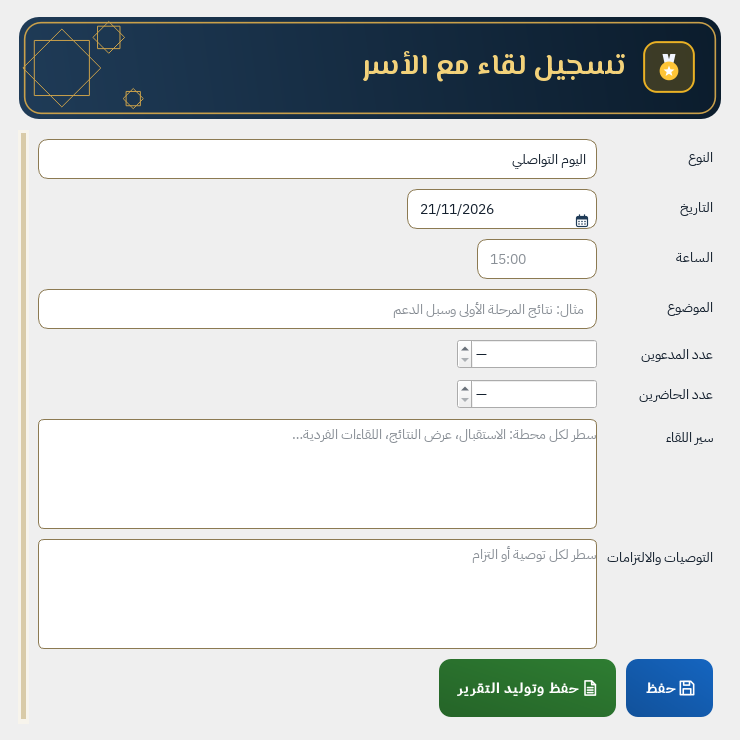 تسجيل لقاء مع الأسر
النوع
اليوم التواصلي
التاريخ
21/11/2026
الساعة
15:00
الموضوع
مثال: نتائج المرحلة الأولى وسبل الدعم
عدد المدعوين
—
عدد الحاضرين
—
سير اللقاء
سطر لكل محطة: الاستقبال، عرض النتائج، اللقاءات الفردية...
التوصيات والالتزامات
سطر لكل توصية أو التزام
حفظ
حفظ وتوليد التقرير